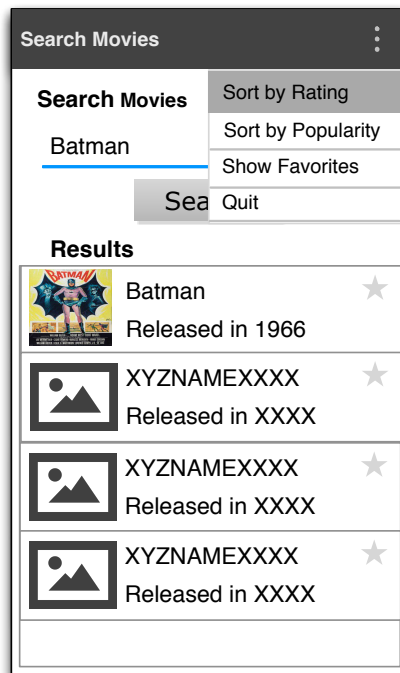 Search Movies
Search Movies
Batman
Sort by Rating
Sort by Popularity
Show Favorites
Quit
Sea
Results
BATMAN
Batman
Released in 1966
XYZNAMEXXXX
Released in XXXX
XYZNAMEXXXX
Released in XXXX
XYZNAMEXXXX
Released in XXXX